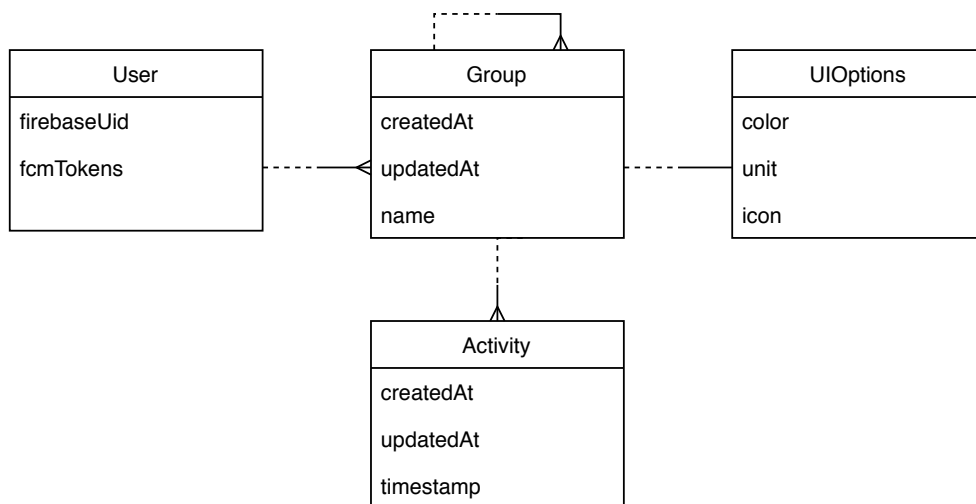 User
firebaseUid
fcmTokens
Group
createdAt
updatedAt
name
UIOptions
color
unit
icon
Activity
createdAt
updatedAt
timestamp